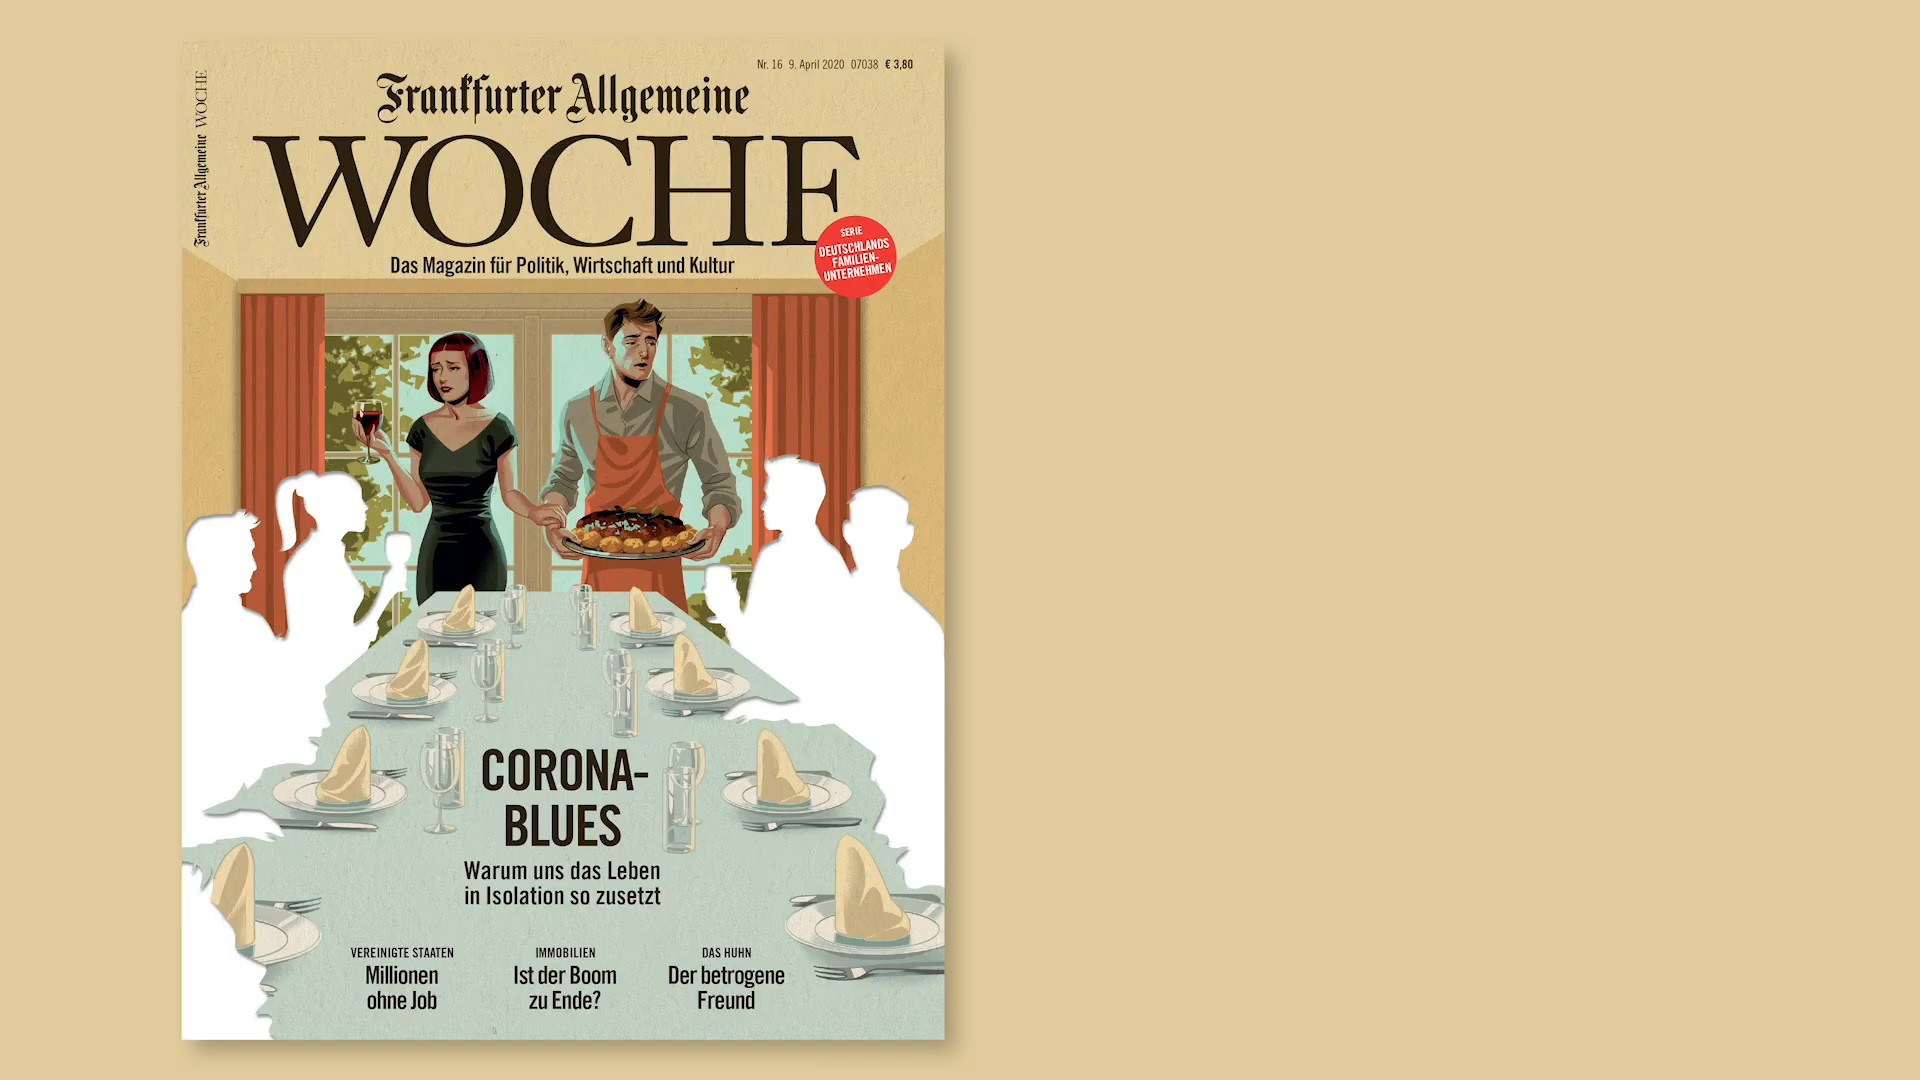 Nr. 16 9. April 2020 07038 € 3,80
Frankfurter Allgemeine WOCHE
Frankfurter Allgemeine
WOCHE
Das Magazin für Politik, Wirtschaft und Kultur
SERIE
DEUTSCHLANDS
FAMILIEN-
UNTERNEHMEN
CORONA-
BLUES
Warum uns das Leben
in Isolation so zusetzt
VEREINIGTE STAATEN
Millionen
ohne Job
IMMOBILIEN
Ist der Boom
zu Ende?
DAS HUHN
Der betrogene
Freund